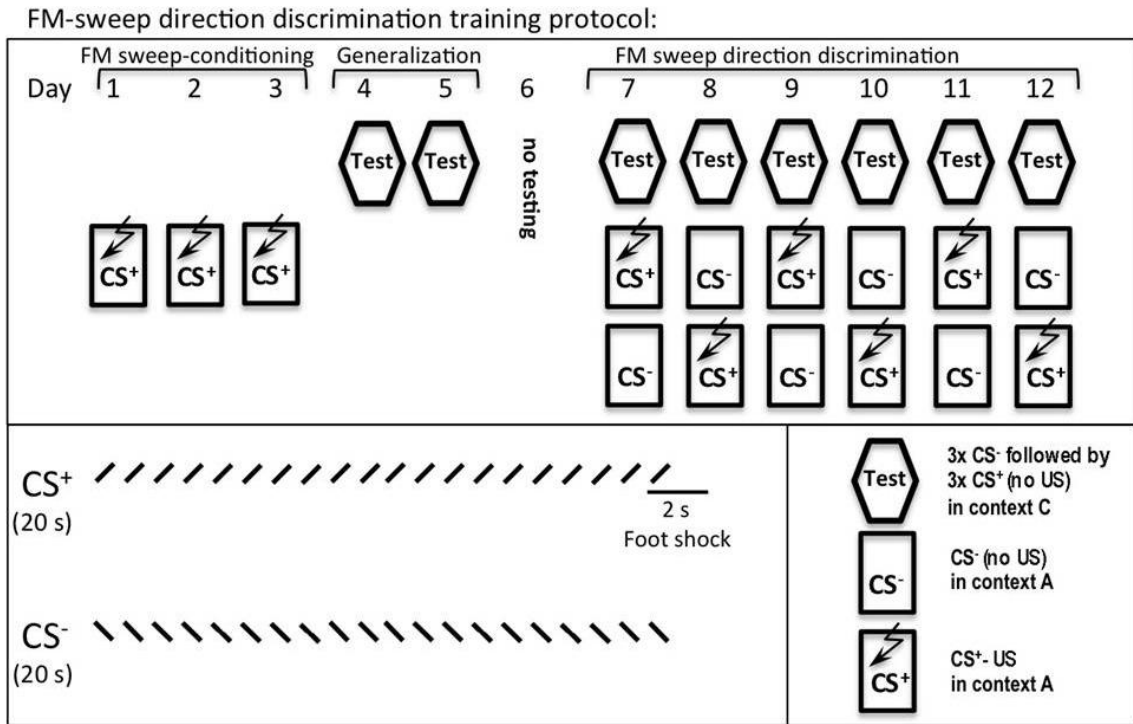 FM-sweep direction discrimination training protocol:
FM sweep-conditioning Generalization FM sweep direction discrimination
Day 1 2 3 4 5 6 7 8 9 10 11 12
Test Test Test Test Test Test Test Test
no testing
CS⁺ CS⁺ CS⁺ CS⁺ CS⁻ CS⁺ CS⁻ CS⁺ CS⁻
CS⁻ CS⁺ CS⁻ CS⁺ CS⁻ CS⁺
CS⁺
(20 s)
2 s
Foot shock
CS⁻
(20 s)
Test
3x CS⁻ followed by
3x CS⁺ (no US)
in context C
CS⁻
CS⁻ (no US)
in context A
CS⁺
CS⁺- US
in context A